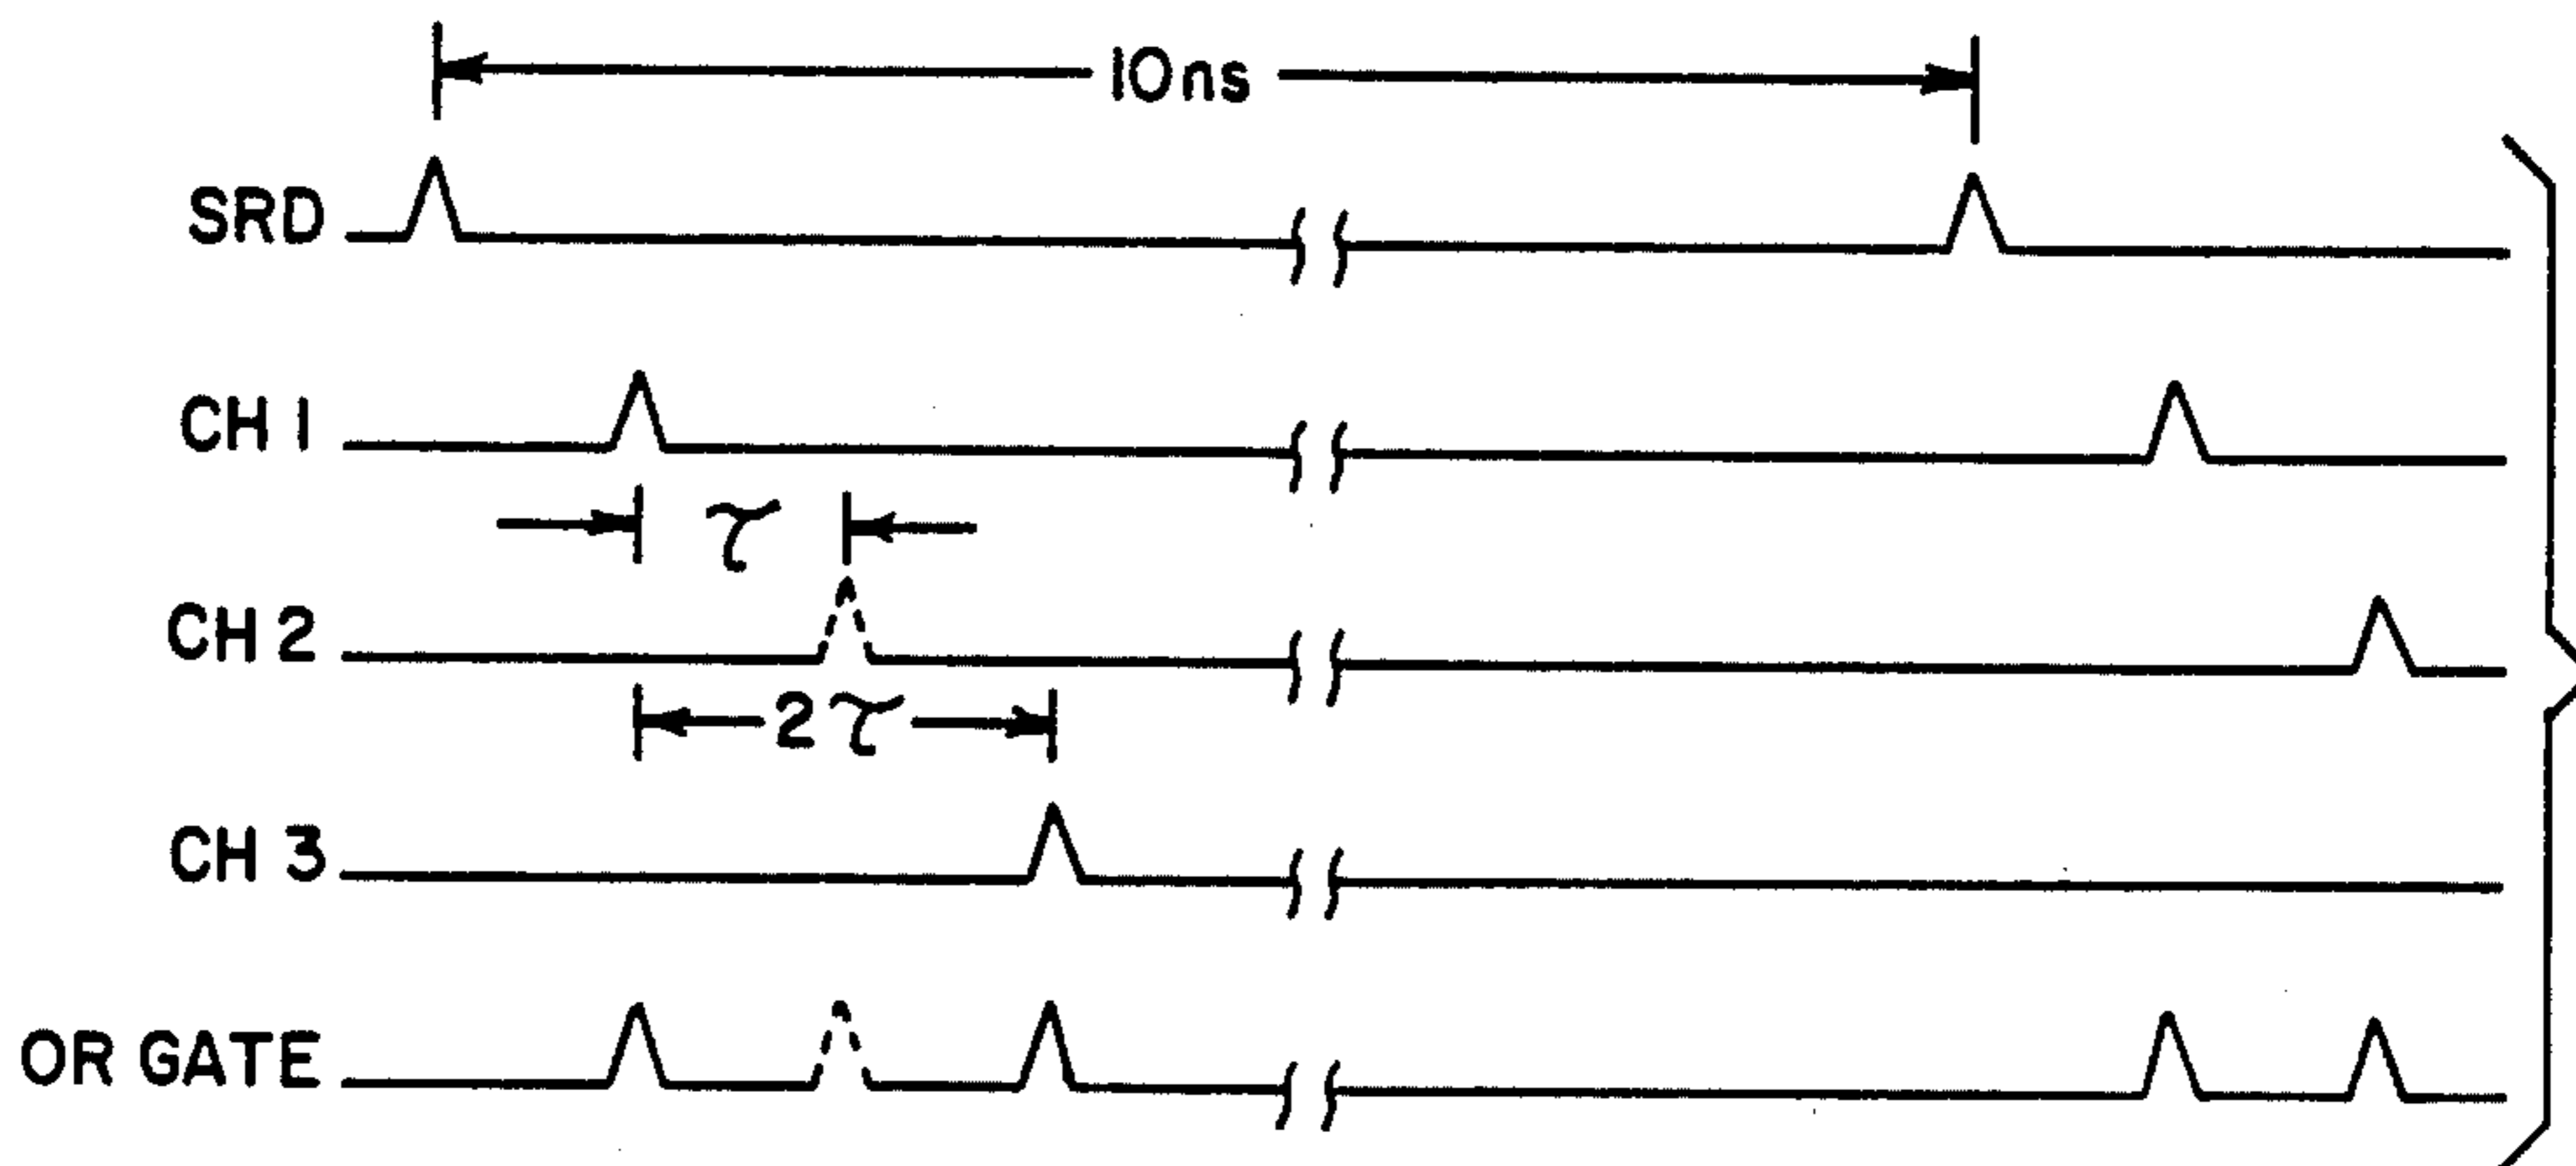 10ns
SRD
CH 1
τ
CH 2
2τ
CH 3
OR GATE